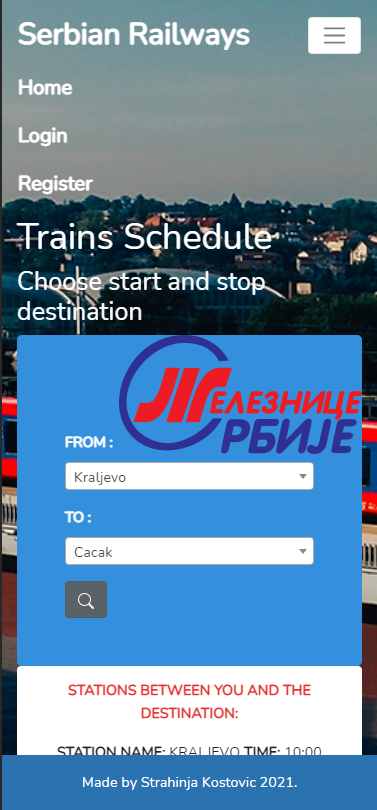 Serbian Railways
Home
Login
Register
Trains Schedule
Choose start and stop
destination
ЖЕЛЕЗНИЦЕ
СРБИЈЕ
FROM :
Kraljevo
TO :
Cacak
STATIONS BETWEEN YOU AND THE
DESTINATION:
STATION NAME: KRALJEVO TIME: 10:00
Made by Strahinja Kostovic 2021.